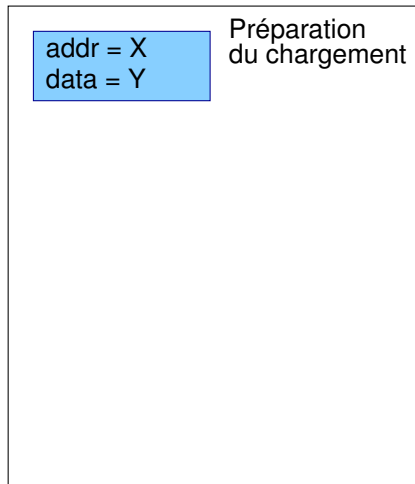 addr = X
data = Y
Préparation
du chargement